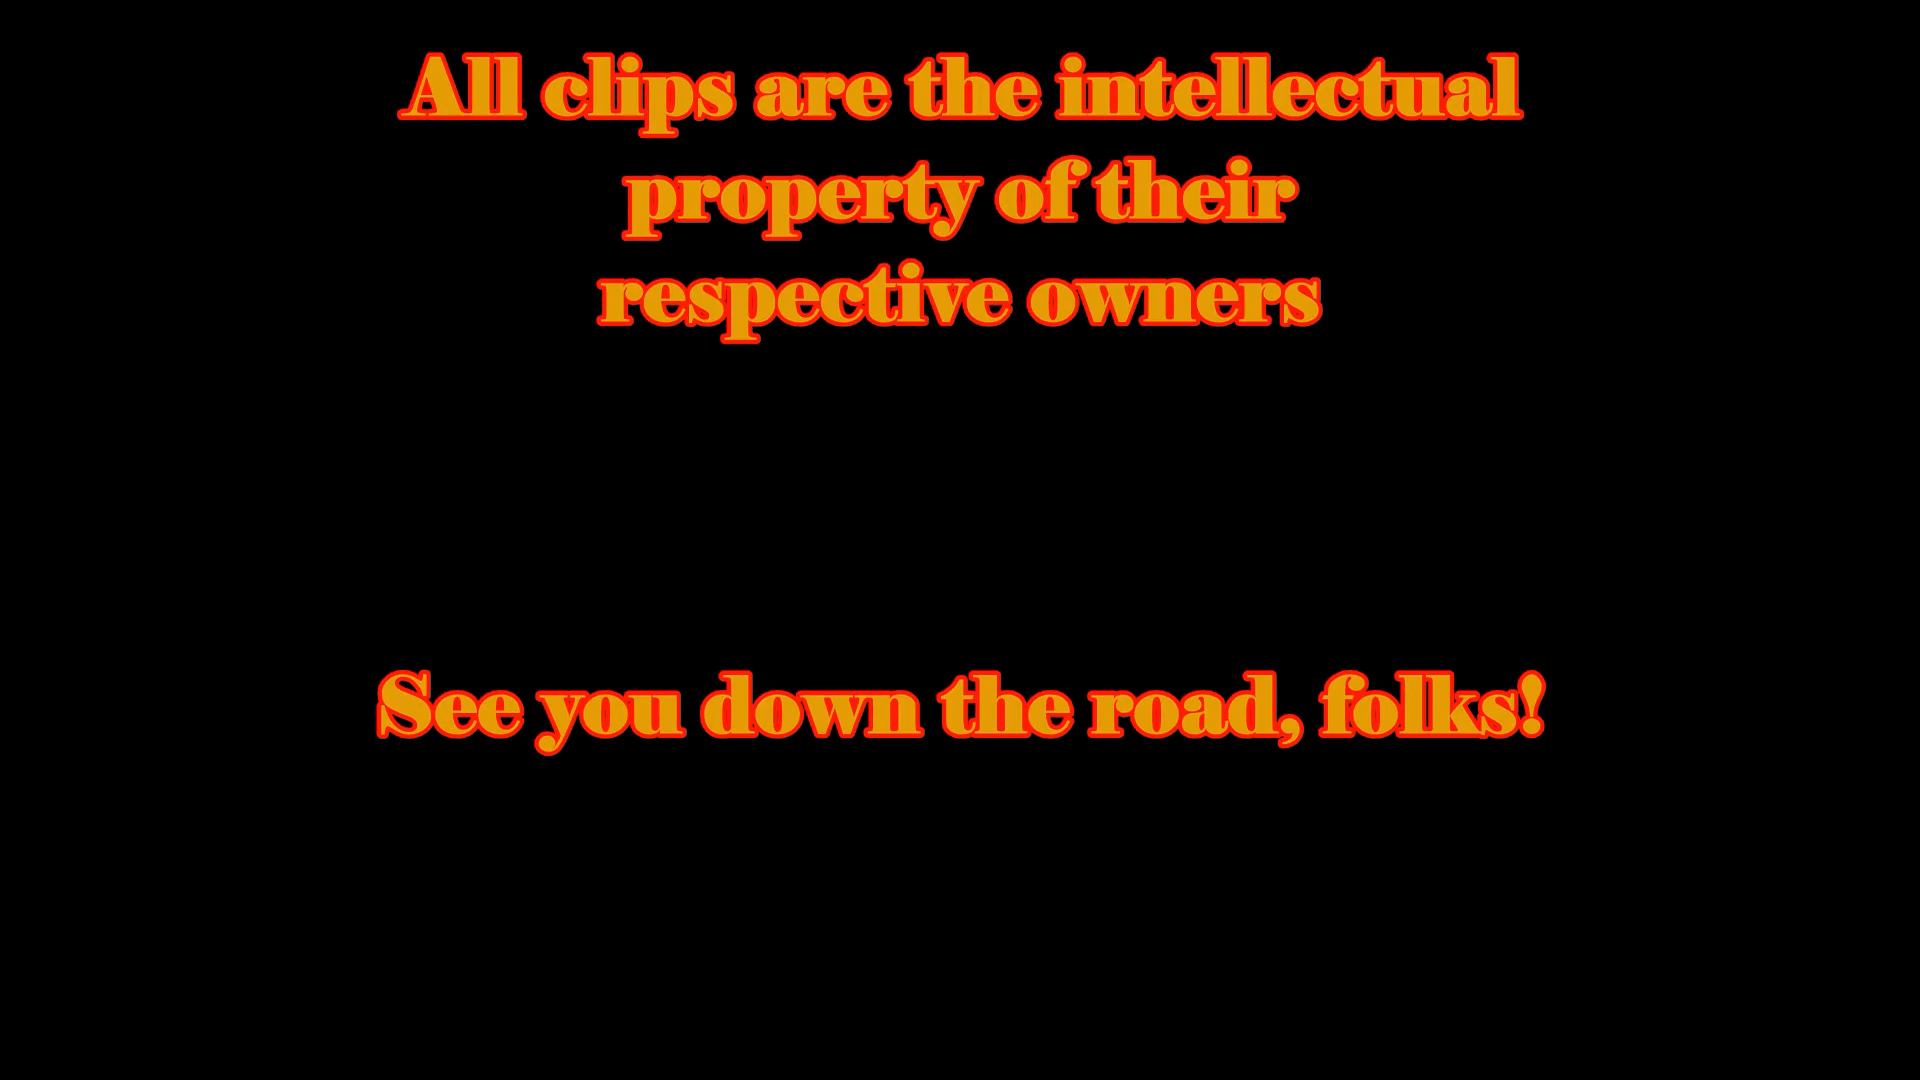 All clips are the intellectual
property of their
respective owners
See you down the road, folks!